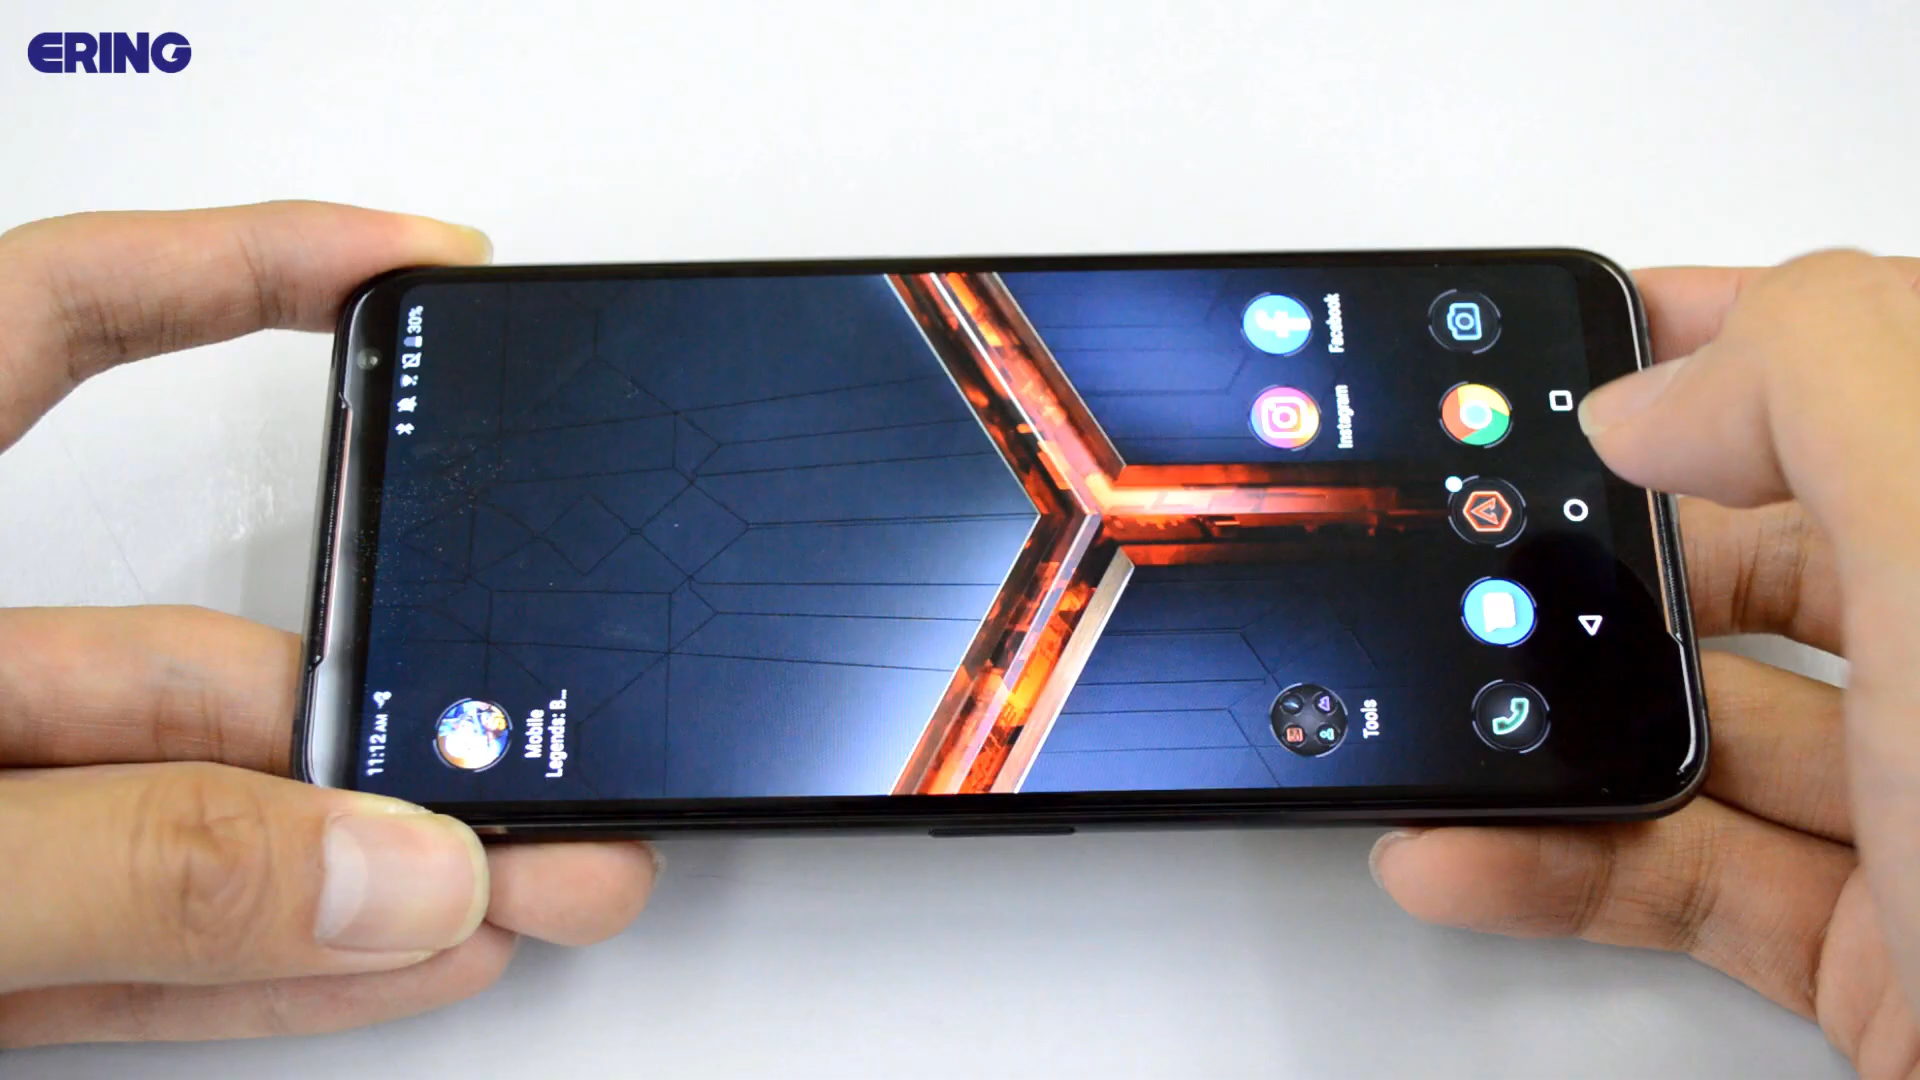 ERING
11:12 AM
30%
Mobile
Legends: B...
Facebook
Instagram
Tools